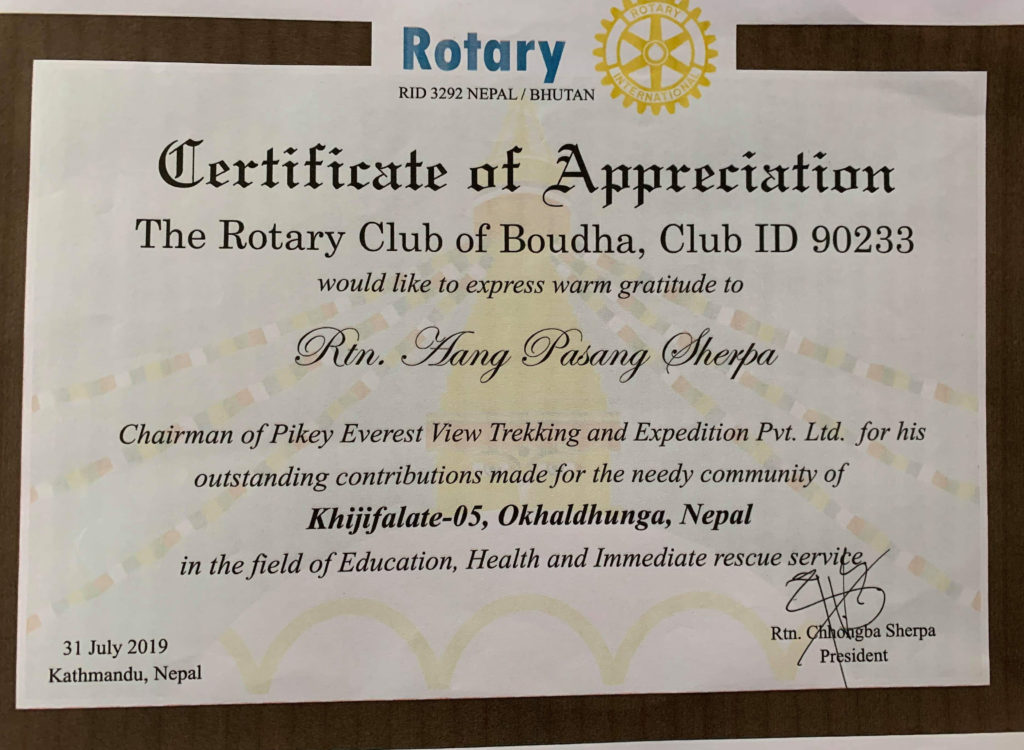 Rotary
ROTARY
INTERNATIONAL
RID 3292 NEPAL / BHUTAN
Certificate of Appreciation
The Rotary Club of Boudha, Club ID 90233
would like to express warm gratitude to
Rtn. Aang Pasang Sherpa
Chairman of Pikey Everest View Trekking and Expedition Pvt. Ltd. for his
outstanding contributions made for the needy community of
Khijifalate-05, Okhaldhunga, Nepal
in the field of Education, Health and Immediate rescue service
31 July 2019
Kathmandu, Nepal
Rtn. Chhongba Sherpa
President